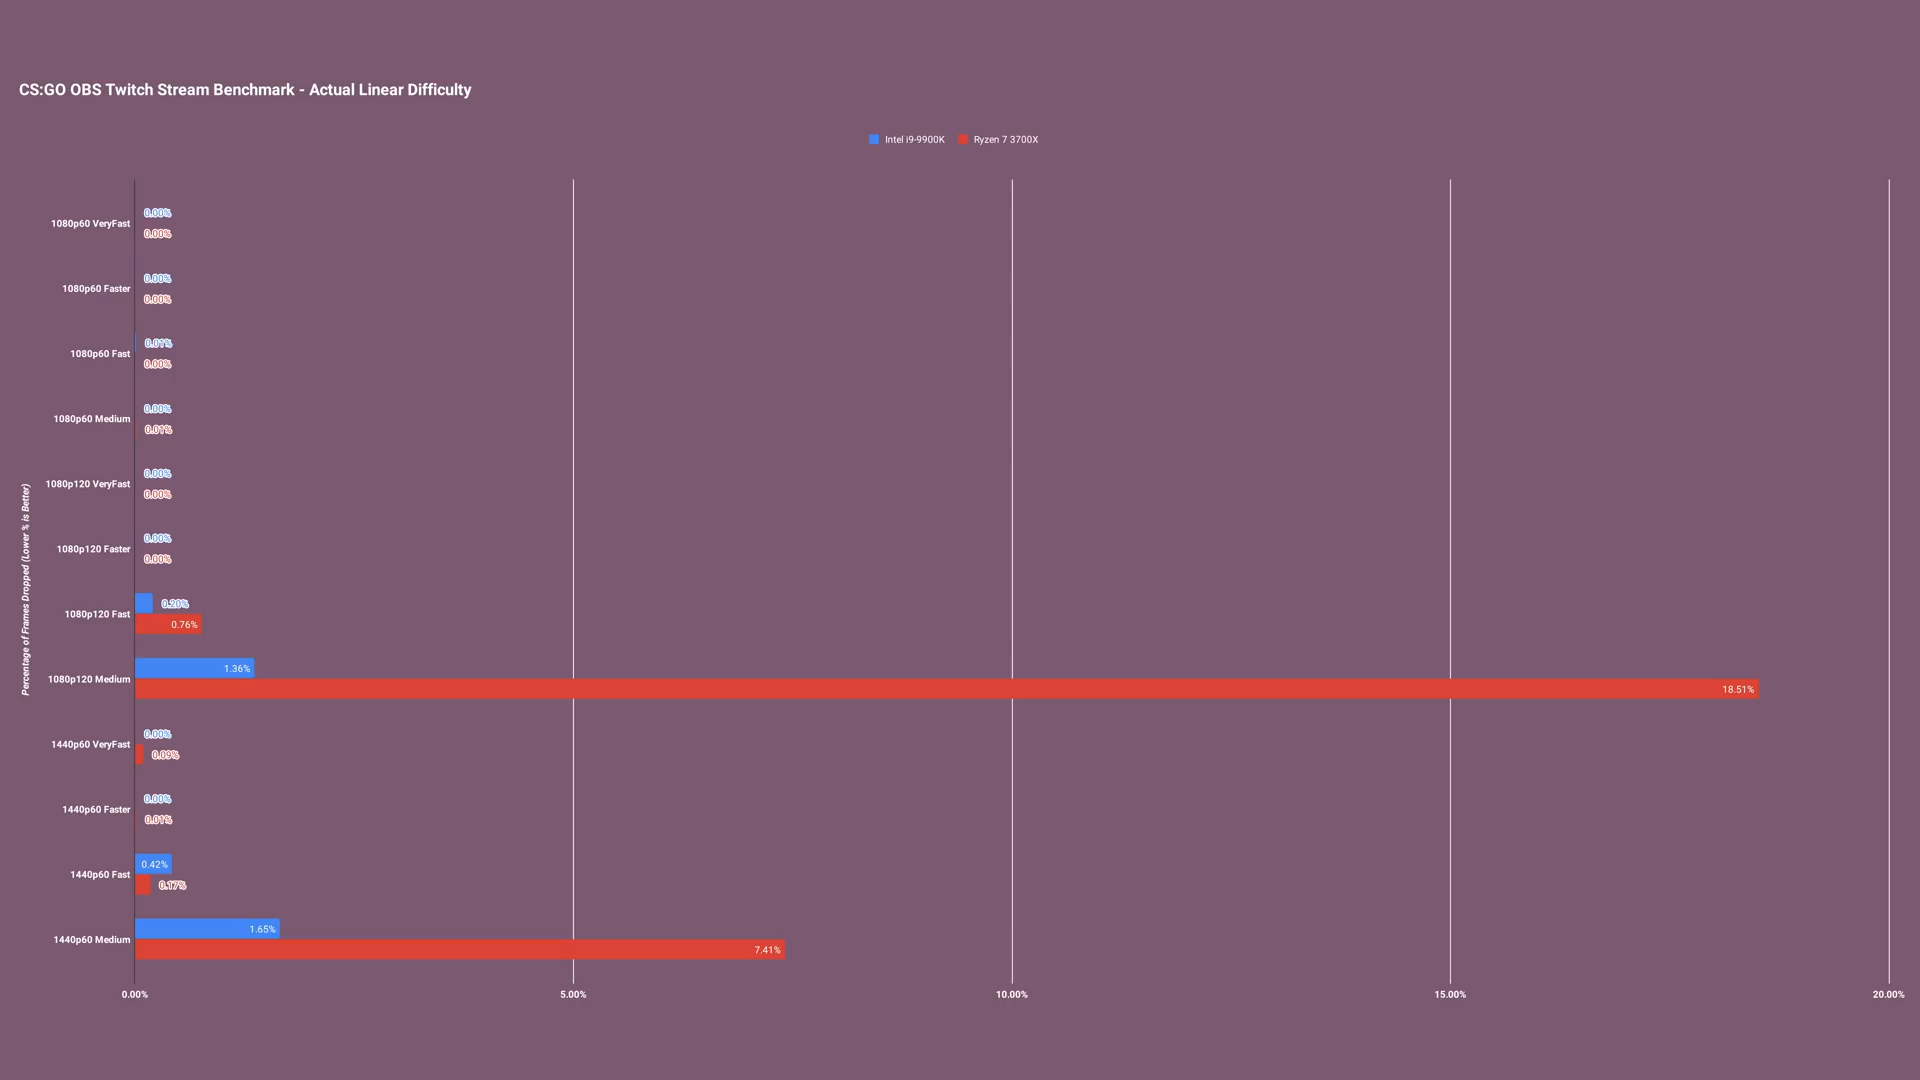 CS:GO OBS Twitch Stream Benchmark - Actual Linear Difficulty
Intel i9-9900K
Ryzen 7 3700X
Percentage of Frames Dropped (Lower % is Better)
1080p60 VeryFast
0.00%
0.00%
1080p60 Faster
0.00%
0.00%
1080p60 Fast
0.01%
0.00%
1080p60 Medium
0.00%
0.01%
1080p120 VeryFast
0.00%
0.00%
1080p120 Faster
0.00%
0.00%
1080p120 Fast
0.20%
0.76%
1080p120 Medium
1.36%
18.51%
1440p60 VeryFast
0.00%
0.09%
1440p60 Faster
0.00%
0.01%
1440p60 Fast
0.42%
0.17%
1440p60 Medium
1.65%
7.41%
0.00%
5.00%
10.00%
15.00%
20.00%